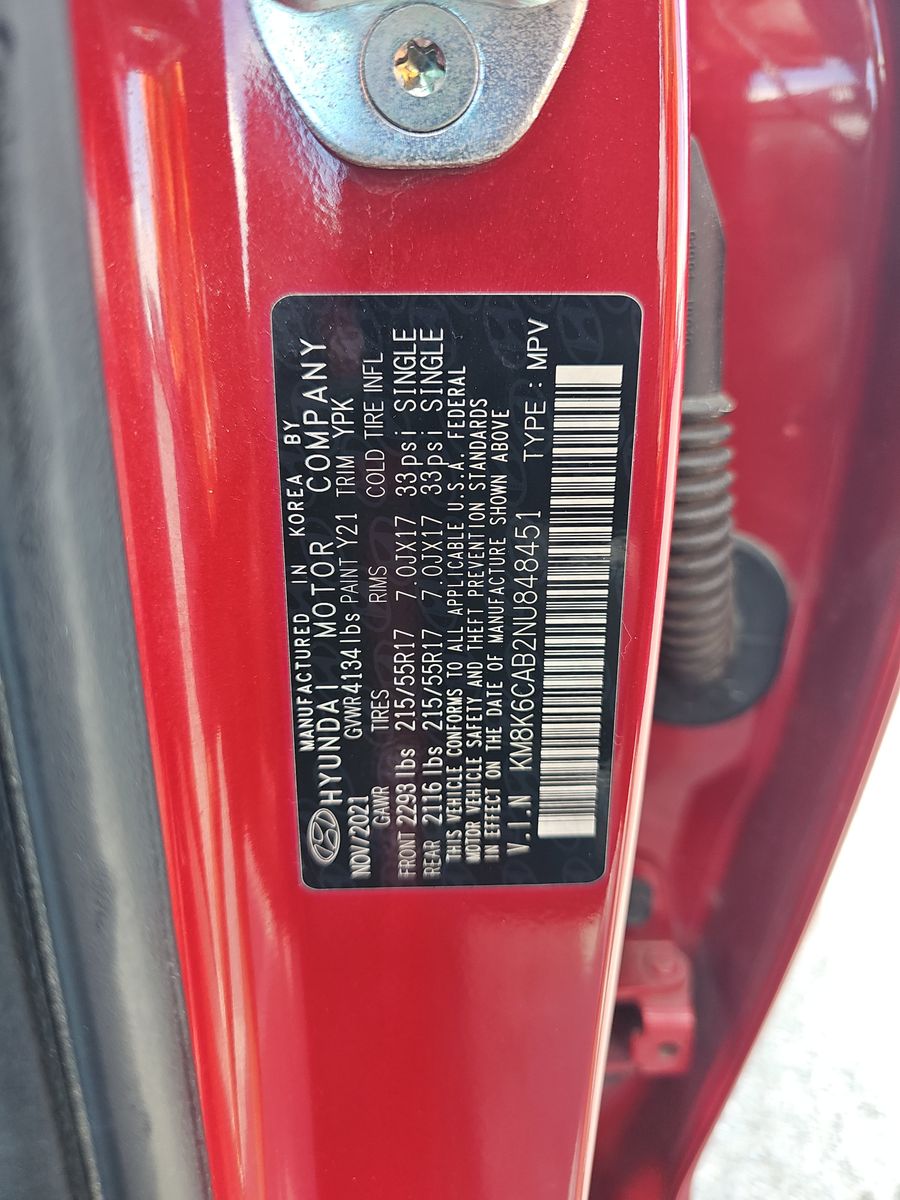 MANUFACTURED IN KOREA BY
HYUNDAI MOTOR COMPANY
NOV/2021 GVWR4134lbs PAINT Y21 TRIM YPK
GAWR TIRES RIMS COLD TIRE INFL
FRONT 2293 lbs 215/55R17 7.0JX17 33psi SINGLE
REAR 2116 lbs 215/55R17 7.0JX17 33psi SINGLE
THIS VEHICLE CONFORMS TO ALL APPLICABLE U.S.A. FEDERAL
MOTOR VEHICLE SAFETY AND THEFT PREVENTION STANDARDS
IN EFFECT ON THE DATE OF MANUFACTURE SHOWN ABOVE
V.I.N KM8K6CAB2NU848451 TYPE : MPV